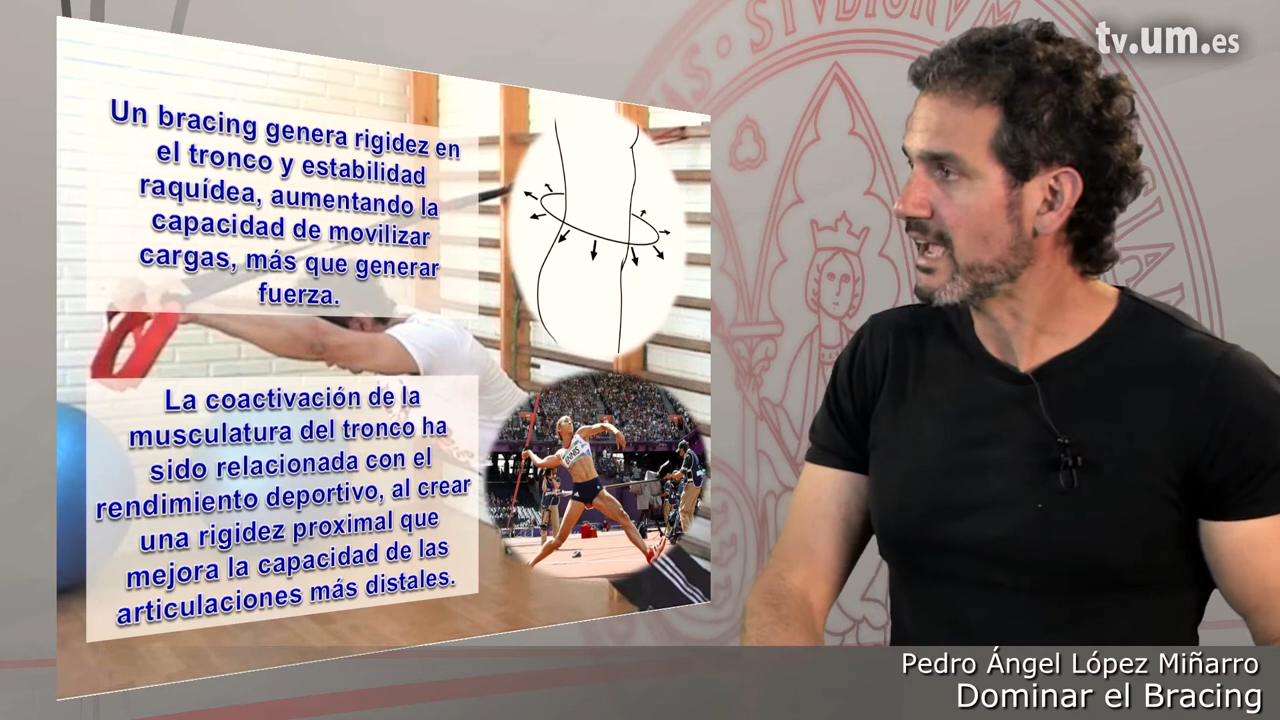 Un bracing genera rigidez en
el tronco y estabilidad
raquídea, aumentando la
capacidad de movilizar
cargas, más que generar
fuerza.
La coactivación de la
musculatura del tronco ha
sido relacionada con el
rendimiento deportivo, al crear
una rigidez proximal que
mejora la capacidad de las
articulaciones más distales.
tv.um.es
STVDIORVM
Pedro Ángel López Miñarro
Dominar el Bracing